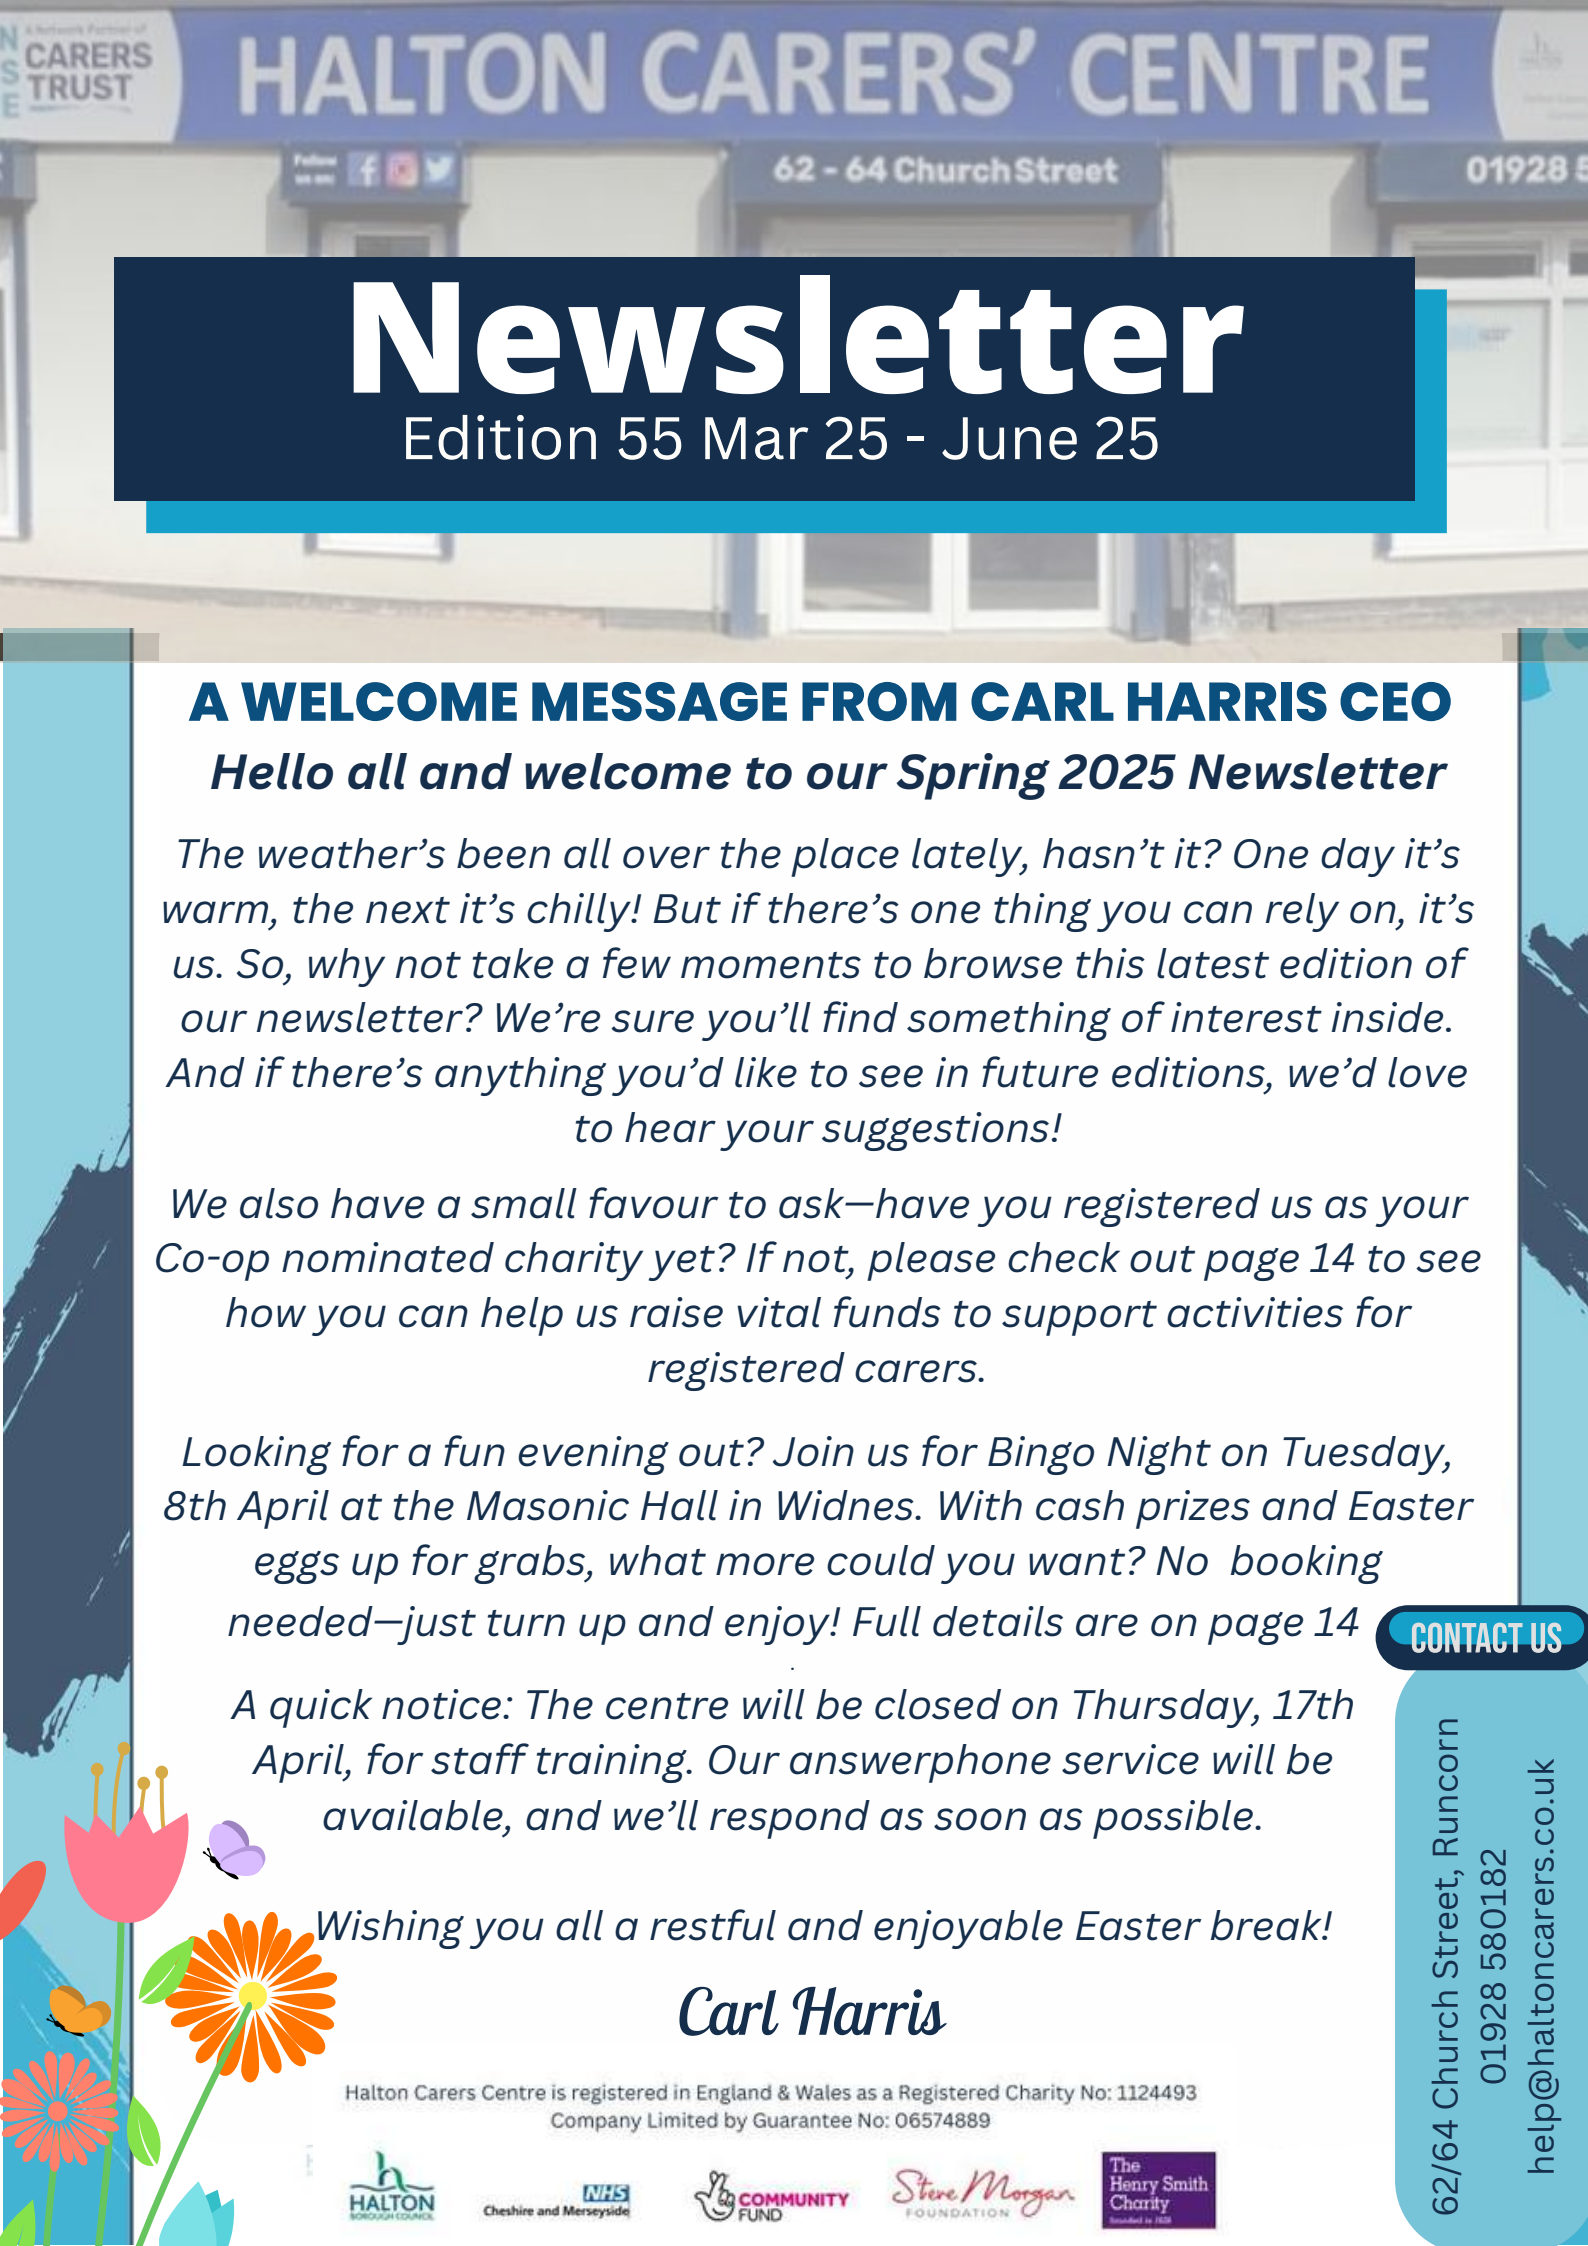 A Network Partner of
CARERS
TRUST
HALTON CARERS’ CENTRE
Follow
us on:
62 - 64 Church Street
01928 5
Newsletter
Edition 55 Mar 25 - June 25
A WELCOME MESSAGE FROM CARL HARRIS CEO
Hello all and welcome to our Spring 2025 Newsletter
The weather’s been all over the place lately, hasn’t it? One day it’s
warm, the next it’s chilly! But if there’s one thing you can rely on, it’s
us. So, why not take a few moments to browse this latest edition of
our newsletter? We’re sure you’ll find something of interest inside.
And if there’s anything you’d like to see in future editions, we’d love
to hear your suggestions!
We also have a small favour to ask—have you registered us as your
Co-op nominated charity yet? If not, please check out page 14 to see
how you can help us raise vital funds to support activities for
registered carers.
Looking for a fun evening out? Join us for Bingo Night on Tuesday,
8th April at the Masonic Hall in Widnes. With cash prizes and Easter
eggs up for grabs, what more could you want? No booking
needed—just turn up and enjoy! Full details are on page 14
.
A quick notice: The centre will be closed on Thursday, 17th
April, for staff training. Our answerphone service will be
available, and we’ll respond as soon as possible.
Wishing you all a restful and enjoyable Easter break!
Carl Harris
CONTACT US
62/64 Church Street, Runcorn
01928 580182
help@haltoncarers.co.uk
Halton Carers Centre is registered in England & Wales as a Registered Charity No: 1124493
Company Limited by Guarantee No: 06574889
HALTON
BOROUGH COUNCIL
NHS
Cheshire and Merseyside
COMMUNITY
FUND
Steve Morgan
FOUNDATION
The
Henry Smith
Charity
founded in 1628